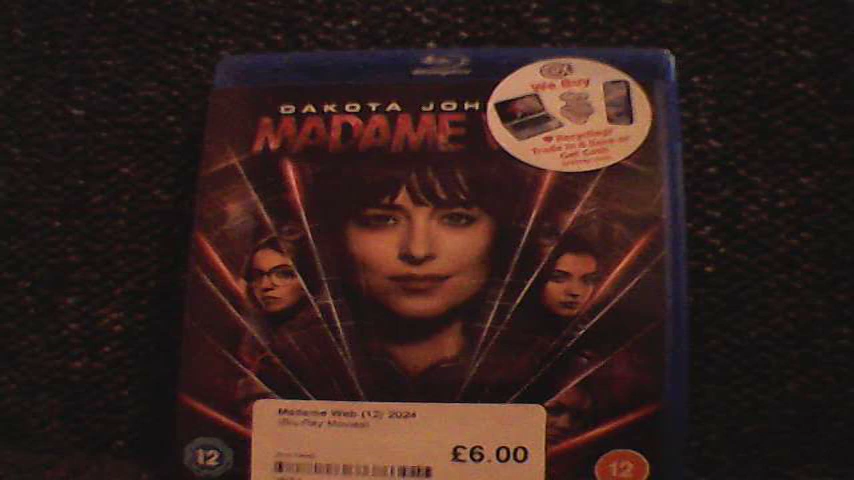 DAKOTA JOH
MADAME
We Buy
Recycling!
Trade In & Save or
Get Cash
Madame Web (12) 2024
(Blu-Ray Movies)
£6.00
12
12